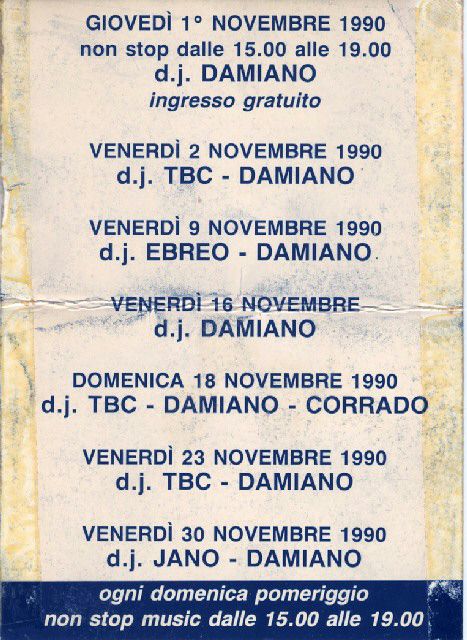 GIOVEDÌ 1° NOVEMBRE 1990
non stop dalle 15.00 alle 19.00
d.j. DAMIANO
ingresso gratuito
VENERDÌ 2 NOVEMBRE 1990
d.j. TBC - DAMIANO
VENERDÌ 9 NOVEMBRE 1990
d.j. EBREO - DAMIANO
VENERDÌ 16 NOVEMBRE
d.j. DAMIANO
DOMENICA 18 NOVEMBRE 1990
d.j. TBC - DAMIANO - CORRADO
VENERDÌ 23 NOVEMBRE 1990
d.j. TBC - DAMIANO
VENERDÌ 30 NOVEMBRE 1990
d.j. JANO - DAMIANO
ogni domenica pomeriggio
non stop music dalle 15.00 alle 19.00